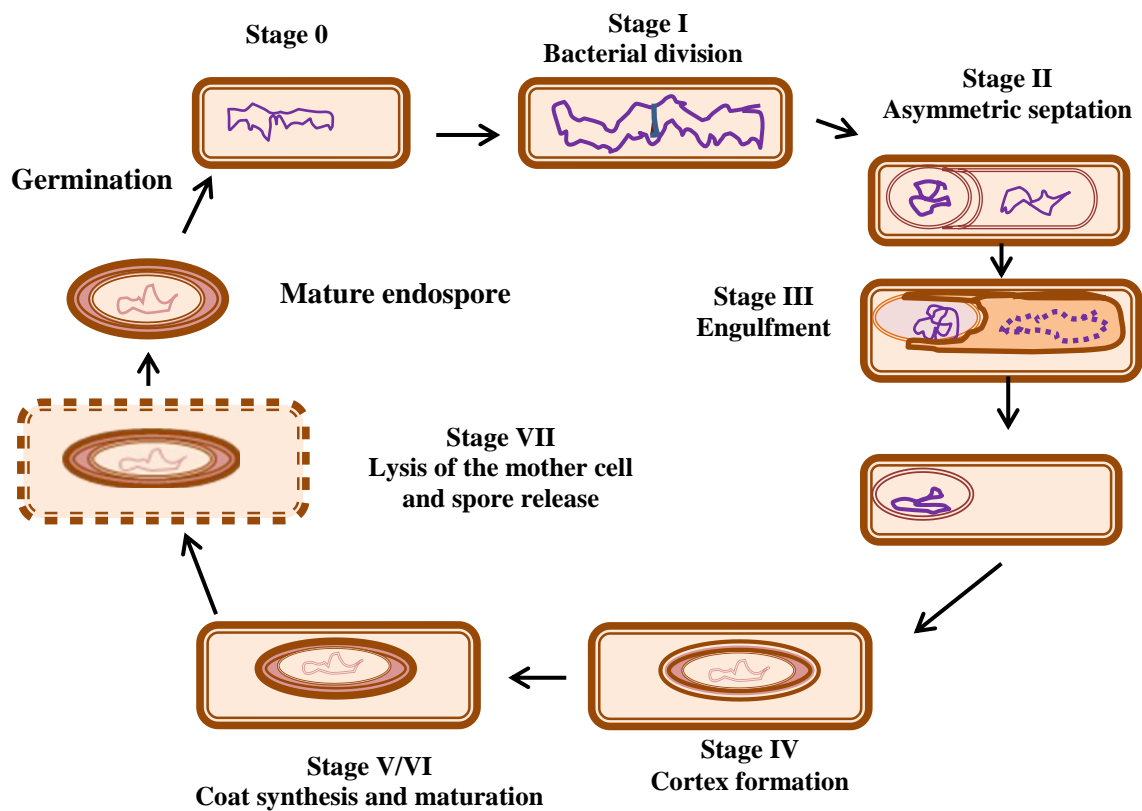 Stage 0
Stage I
Bacterial division
Stage II
Asymmetric septation
Germination
Mature endospore
Stage III
Engulfment
Stage VII
Lysis of the mother cell
and spore release
Stage IV
Cortex formation
Stage V/VI
Coat synthesis and maturation